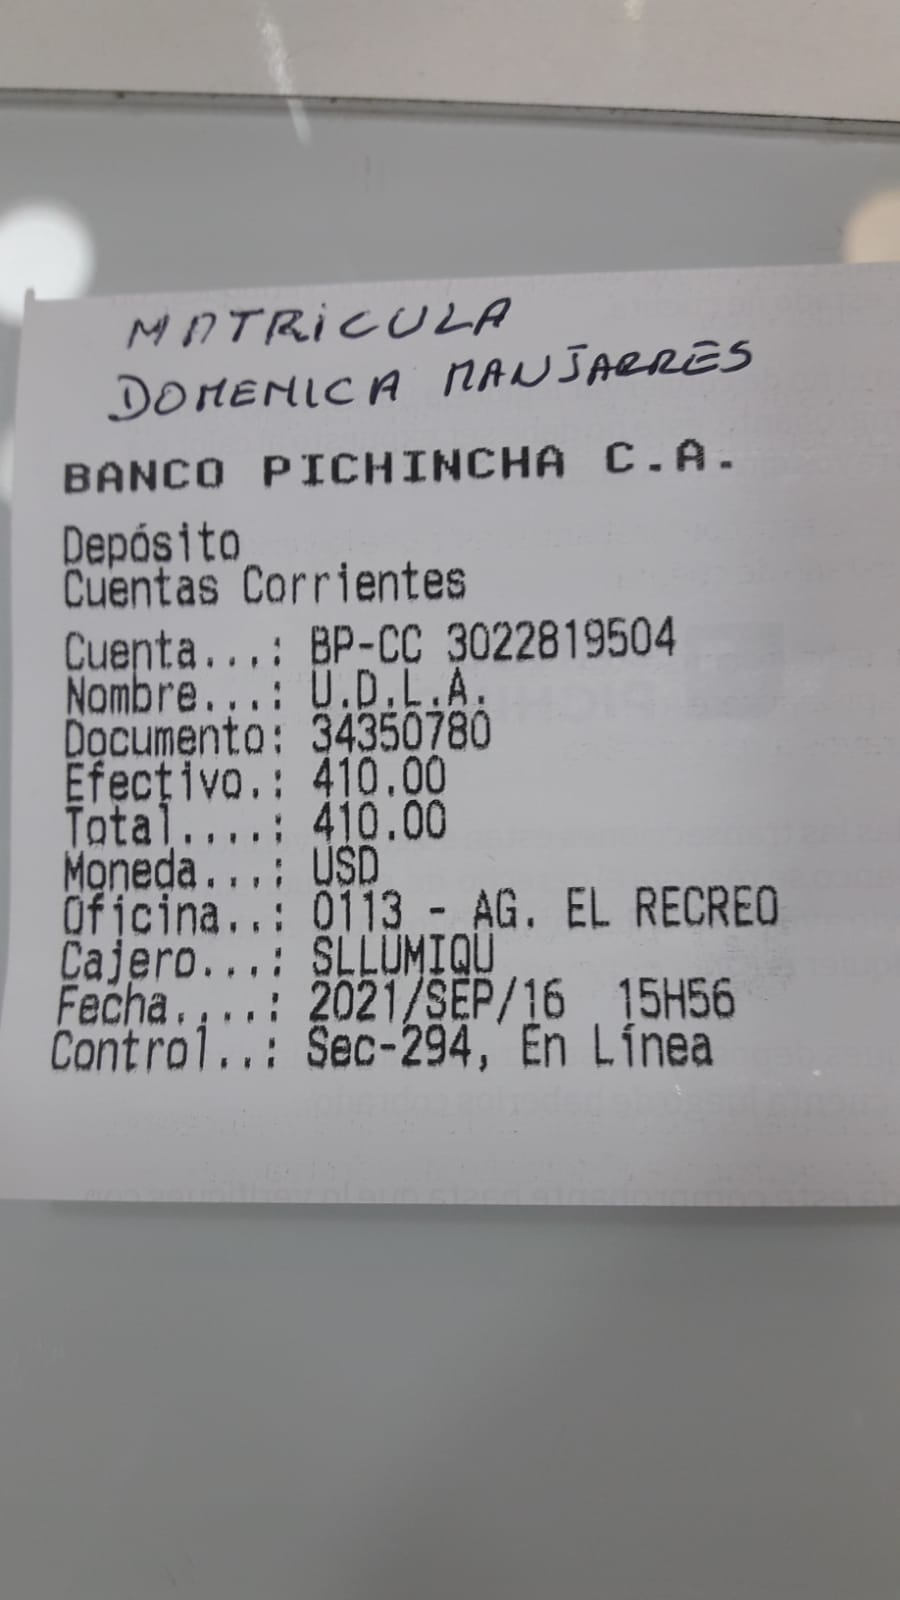 MATRICULA
DOMENICA MANJARRES
BANCO PICHINCHA C.A.
Depósito
Cuentas Corrientes
Cuenta...: BP-CC 3022819504
Nombre...: U.D.L.A.
Documento: 34350780
Efectivo.: 410.00
Total....: 410.00
Moneda...: USD
Oficina..: 0113 - AG. EL RECREO
Cajero...: SLLUMIQU
Fecha....: 2021/SEP/16 15H56
Control..: Sec-294, En Línea